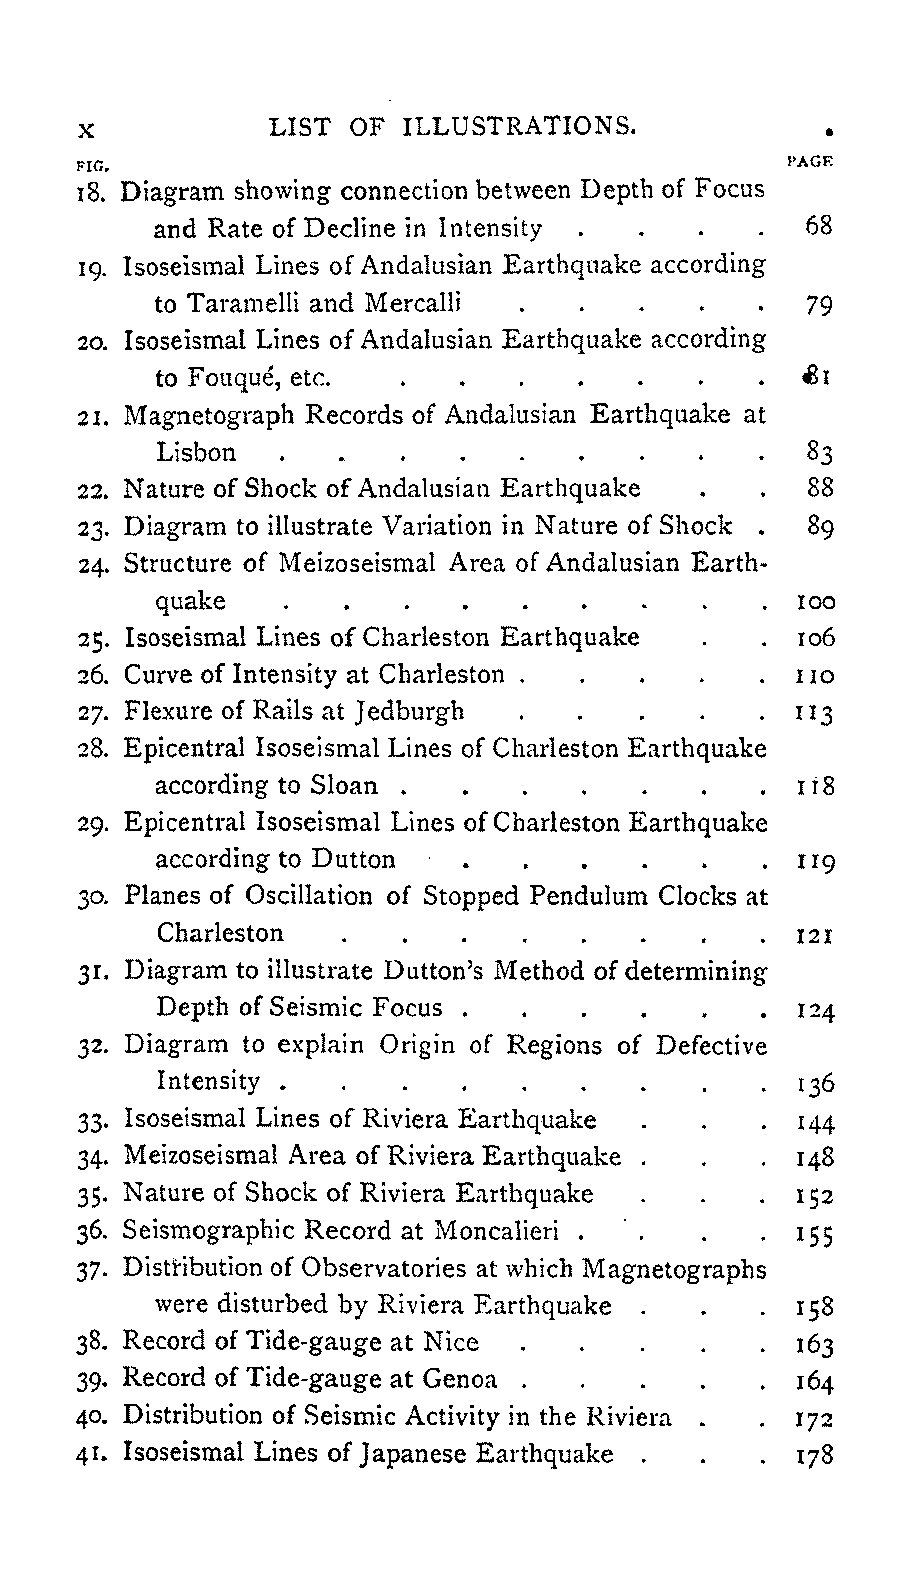 x LIST OF ILLUSTRATIONS.
FIG. PAGE
18. Diagram showing connection between Depth of Focus
and Rate of Decline in Intensity . . . . 68
19. Isoseismal Lines of Andalusian Earthquake according
to Taramelli and Mercalli . . . . . 79
20. Isoseismal Lines of Andalusian Earthquake according
to Fouqué, etc. . . . . . . . 81
21. Magnetograph Records of Andalusian Earthquake at
Lisbon . . . . . . . . . 83
22. Nature of Shock of Andalusian Earthquake . . 88
23. Diagram to illustrate Variation in Nature of Shock . 89
24. Structure of Meizoseismal Area of Andalusian Earth-
quake . . . . . . . . . 100
25. Isoseismal Lines of Charleston Earthquake . . 106
26. Curve of Intensity at Charleston . . . . . 110
27. Flexure of Rails at Jedburgh . . . . . 113
28. Epicentral Isoseismal Lines of Charleston Earthquake
according to Sloan . . . . . . . 118
29. Epicentral Isoseismal Lines of Charleston Earthquake
according to Dutton . . . . . . 119
30. Planes of Oscillation of Stopped Pendulum Clocks at
Charleston . . . . . . . . 121
31. Diagram to illustrate Dutton's Method of determining
Depth of Seismic Focus . . . . . . 124
32. Diagram to explain Origin of Regions of Defective
Intensity . . . . . . . . . 136
33. Isoseismal Lines of Riviera Earthquake . . . 144
34. Meizoseismal Area of Riviera Earthquake . . . 148
35. Nature of Shock of Riviera Earthquake . . . 152
36. Seismographic Record at Moncalieri . . . . 155
37. Distribution of Observatories at which Magnetographs
were disturbed by Riviera Earthquake . . . 158
38. Record of Tide-gauge at Nice . . . . . 163
39. Record of Tide-gauge at Genoa . . . . . 164
40. Distribution of Seismic Activity in the Riviera . . 172
41. Isoseismal Lines of Japanese Earthquake . . . 178